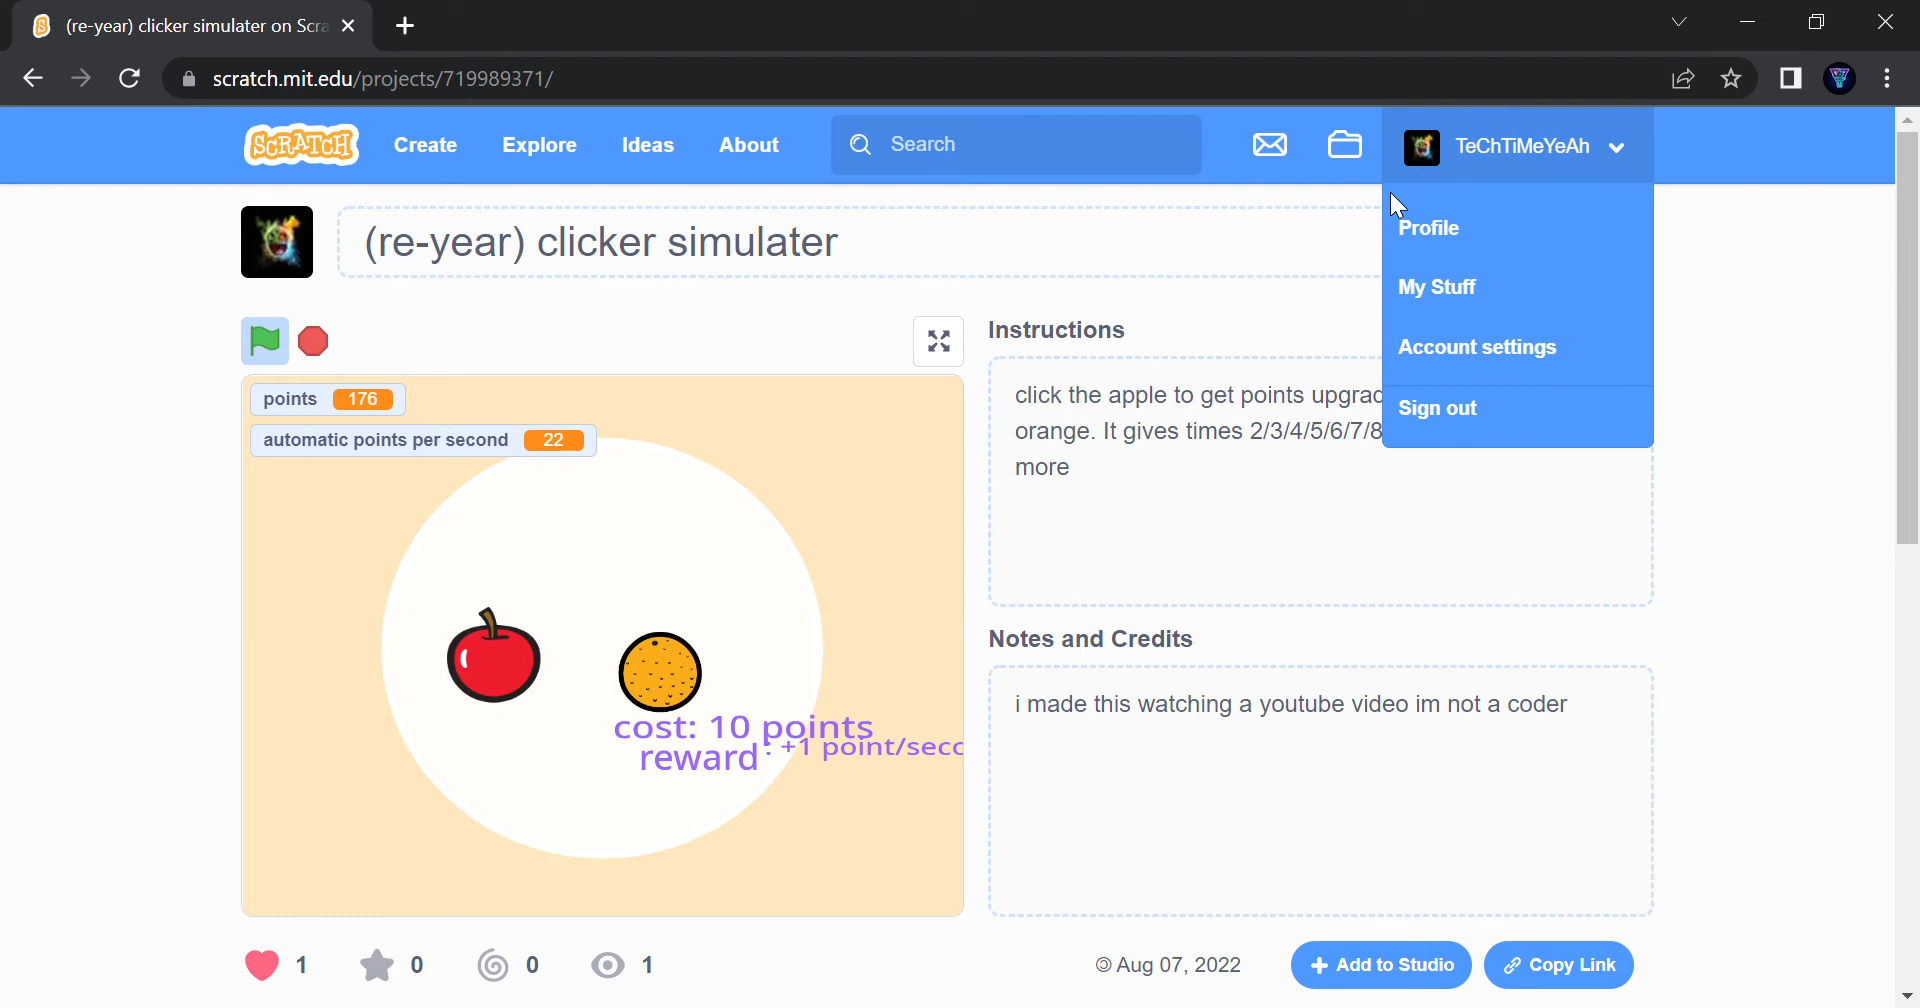 (re-year) clicker simulater on Scra
scratch.mit.edu/projects/719989371/
SCRATCH Create Explore Ideas About Search TeChTiMeYeAh
Profile
My Stuff
Account settings
Sign out
(re-year) clicker simulater
points 176
automatic points per second 22
cost: 10 points
reward : +1 point/sec
Instructions
click the apple to get points upgrad
orange. It gives times 2/3/4/5/6/7/8
more
Notes and Credits
i made this watching a youtube video im not a coder
1 0 0 1
© Aug 07, 2022
Add to Studio
Copy Link